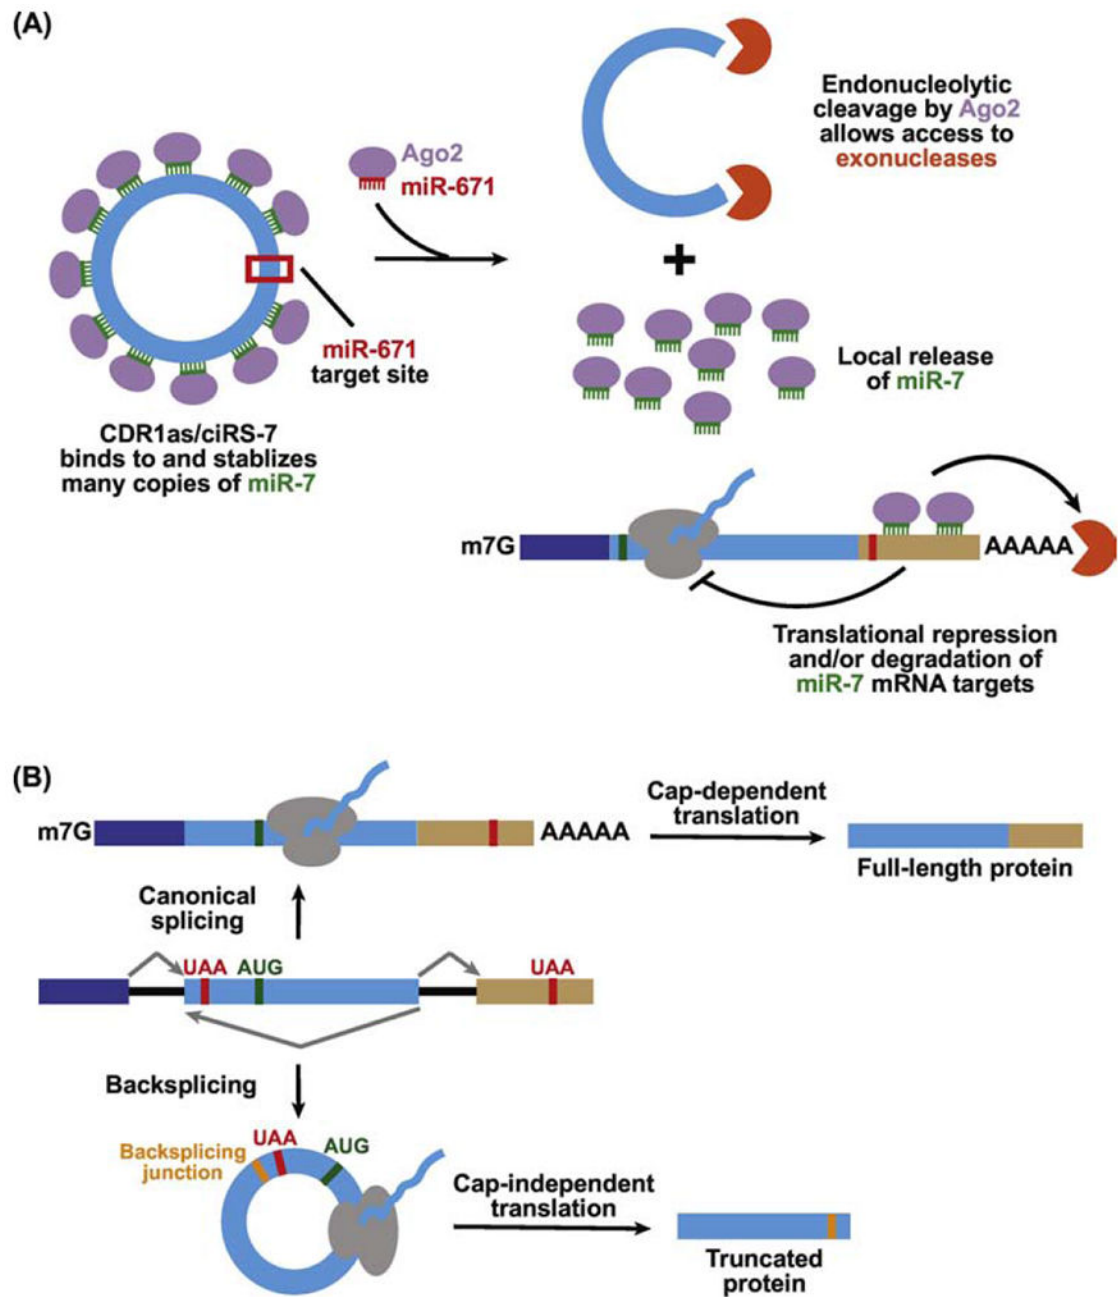 (A)
Ago2
miR-671
Endonucleolytic
cleavage by Ago2
allows access to
exonucleases
miR-671
target site
CDR1as/ciRS-7
binds to and stablizes
many copies of miR-7
+
Local release
of miR-7
m7G
AAAAA
Translational repression
and/or degradation of
miR-7 mRNA targets
(B)
m7G
AAAAA
Cap-dependent
translation
Full-length protein
Canonical
splicing
UAA AUG
UAA
Backsplicing
Backsplicing
junction
UAA
AUG
Cap-independent
translation
Truncated
protein